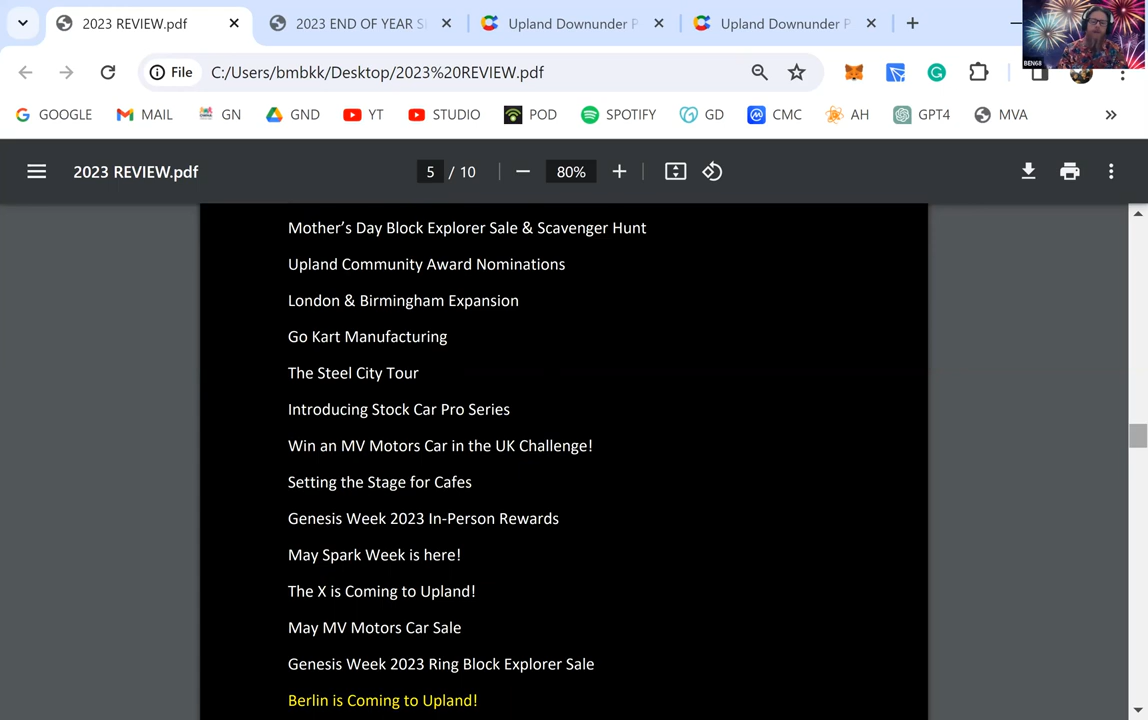 2023 REVIEW.pdf
2023 END OF YEAR S
Upland Downunder P
Upland Downunder P
File
C:/Users/bmbkk/Desktop/2023%20REVIEW.pdf
BEN68
GOOGLE
MAIL
GN
GND
YT
STUDIO
POD
SPOTIFY
GD
CMC
AH
GPT4
MVA
2023 REVIEW.pdf
5 / 10
80%
Mother’s Day Block Explorer Sale & Scavenger Hunt
Upland Community Award Nominations
London & Birmingham Expansion
Go Kart Manufacturing
The Steel City Tour
Introducing Stock Car Pro Series
Win an MV Motors Car in the UK Challenge!
Setting the Stage for Cafes
Genesis Week 2023 In-Person Rewards
May Spark Week is here!
The X is Coming to Upland!
May MV Motors Car Sale
Genesis Week 2023 Ring Block Explorer Sale
Berlin is Coming to Upland!